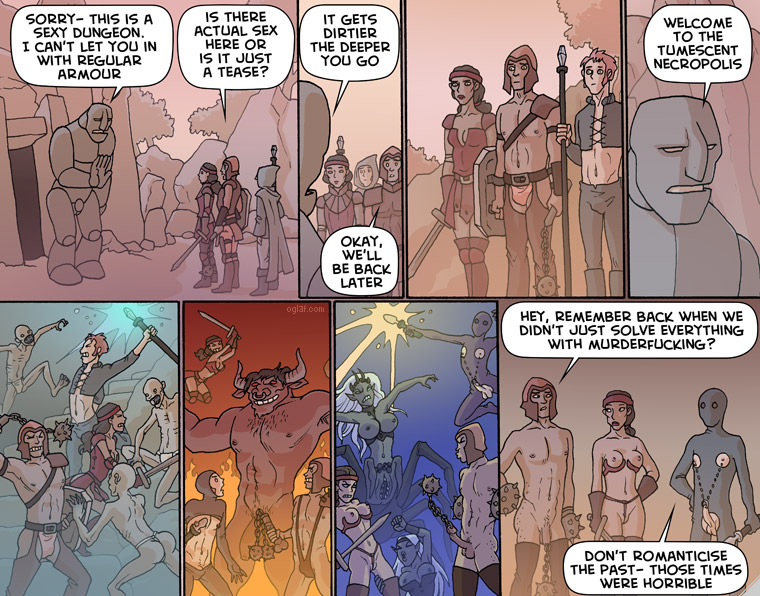 SORRY– THIS IS A
SEXY DUNGEON.
I CAN'T LET YOU IN
WITH REGULAR
ARMOUR
IS THERE
ACTUAL SEX
HERE OR
IS IT JUST
A TEASE?
IT GETS
DIRTIER
THE DEEPER
YOU GO
OKAY,
WE'LL
BE BACK
LATER
WELCOME
TO THE
TUMESCENT
NECROPOLIS
oglaf.com
HEY, REMEMBER BACK WHEN WE
DIDN'T JUST SOLVE EVERYTHING
WITH MURDERFUCKING?
DON'T ROMANTICISE
THE PAST– THOSE TIMES
WERE HORRIBLE